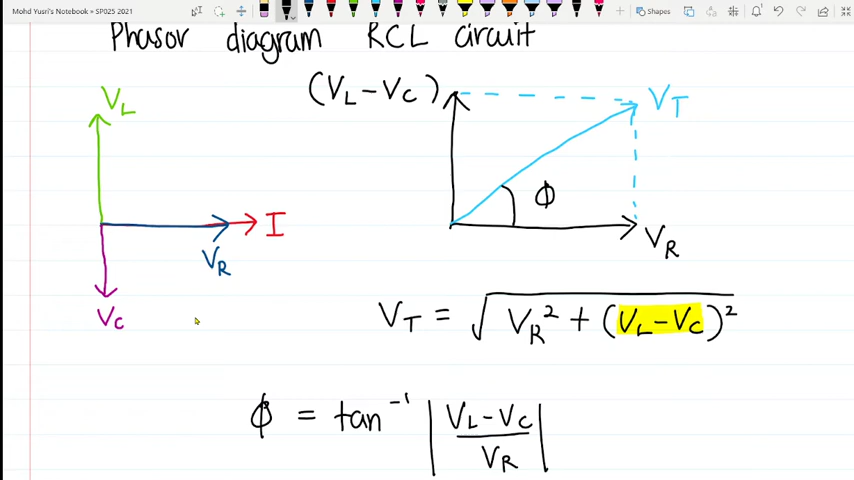 Mohd Yusri's Notebook » SP025 2021
Shapes
Phasor diagram RCL circuit
(VL-VC)
VT
VL
ϕ
I
VR
VR
VC
VT = √VR² + (VL-VC)²
ϕ = tan⁻¹ |VL-VC / VR|